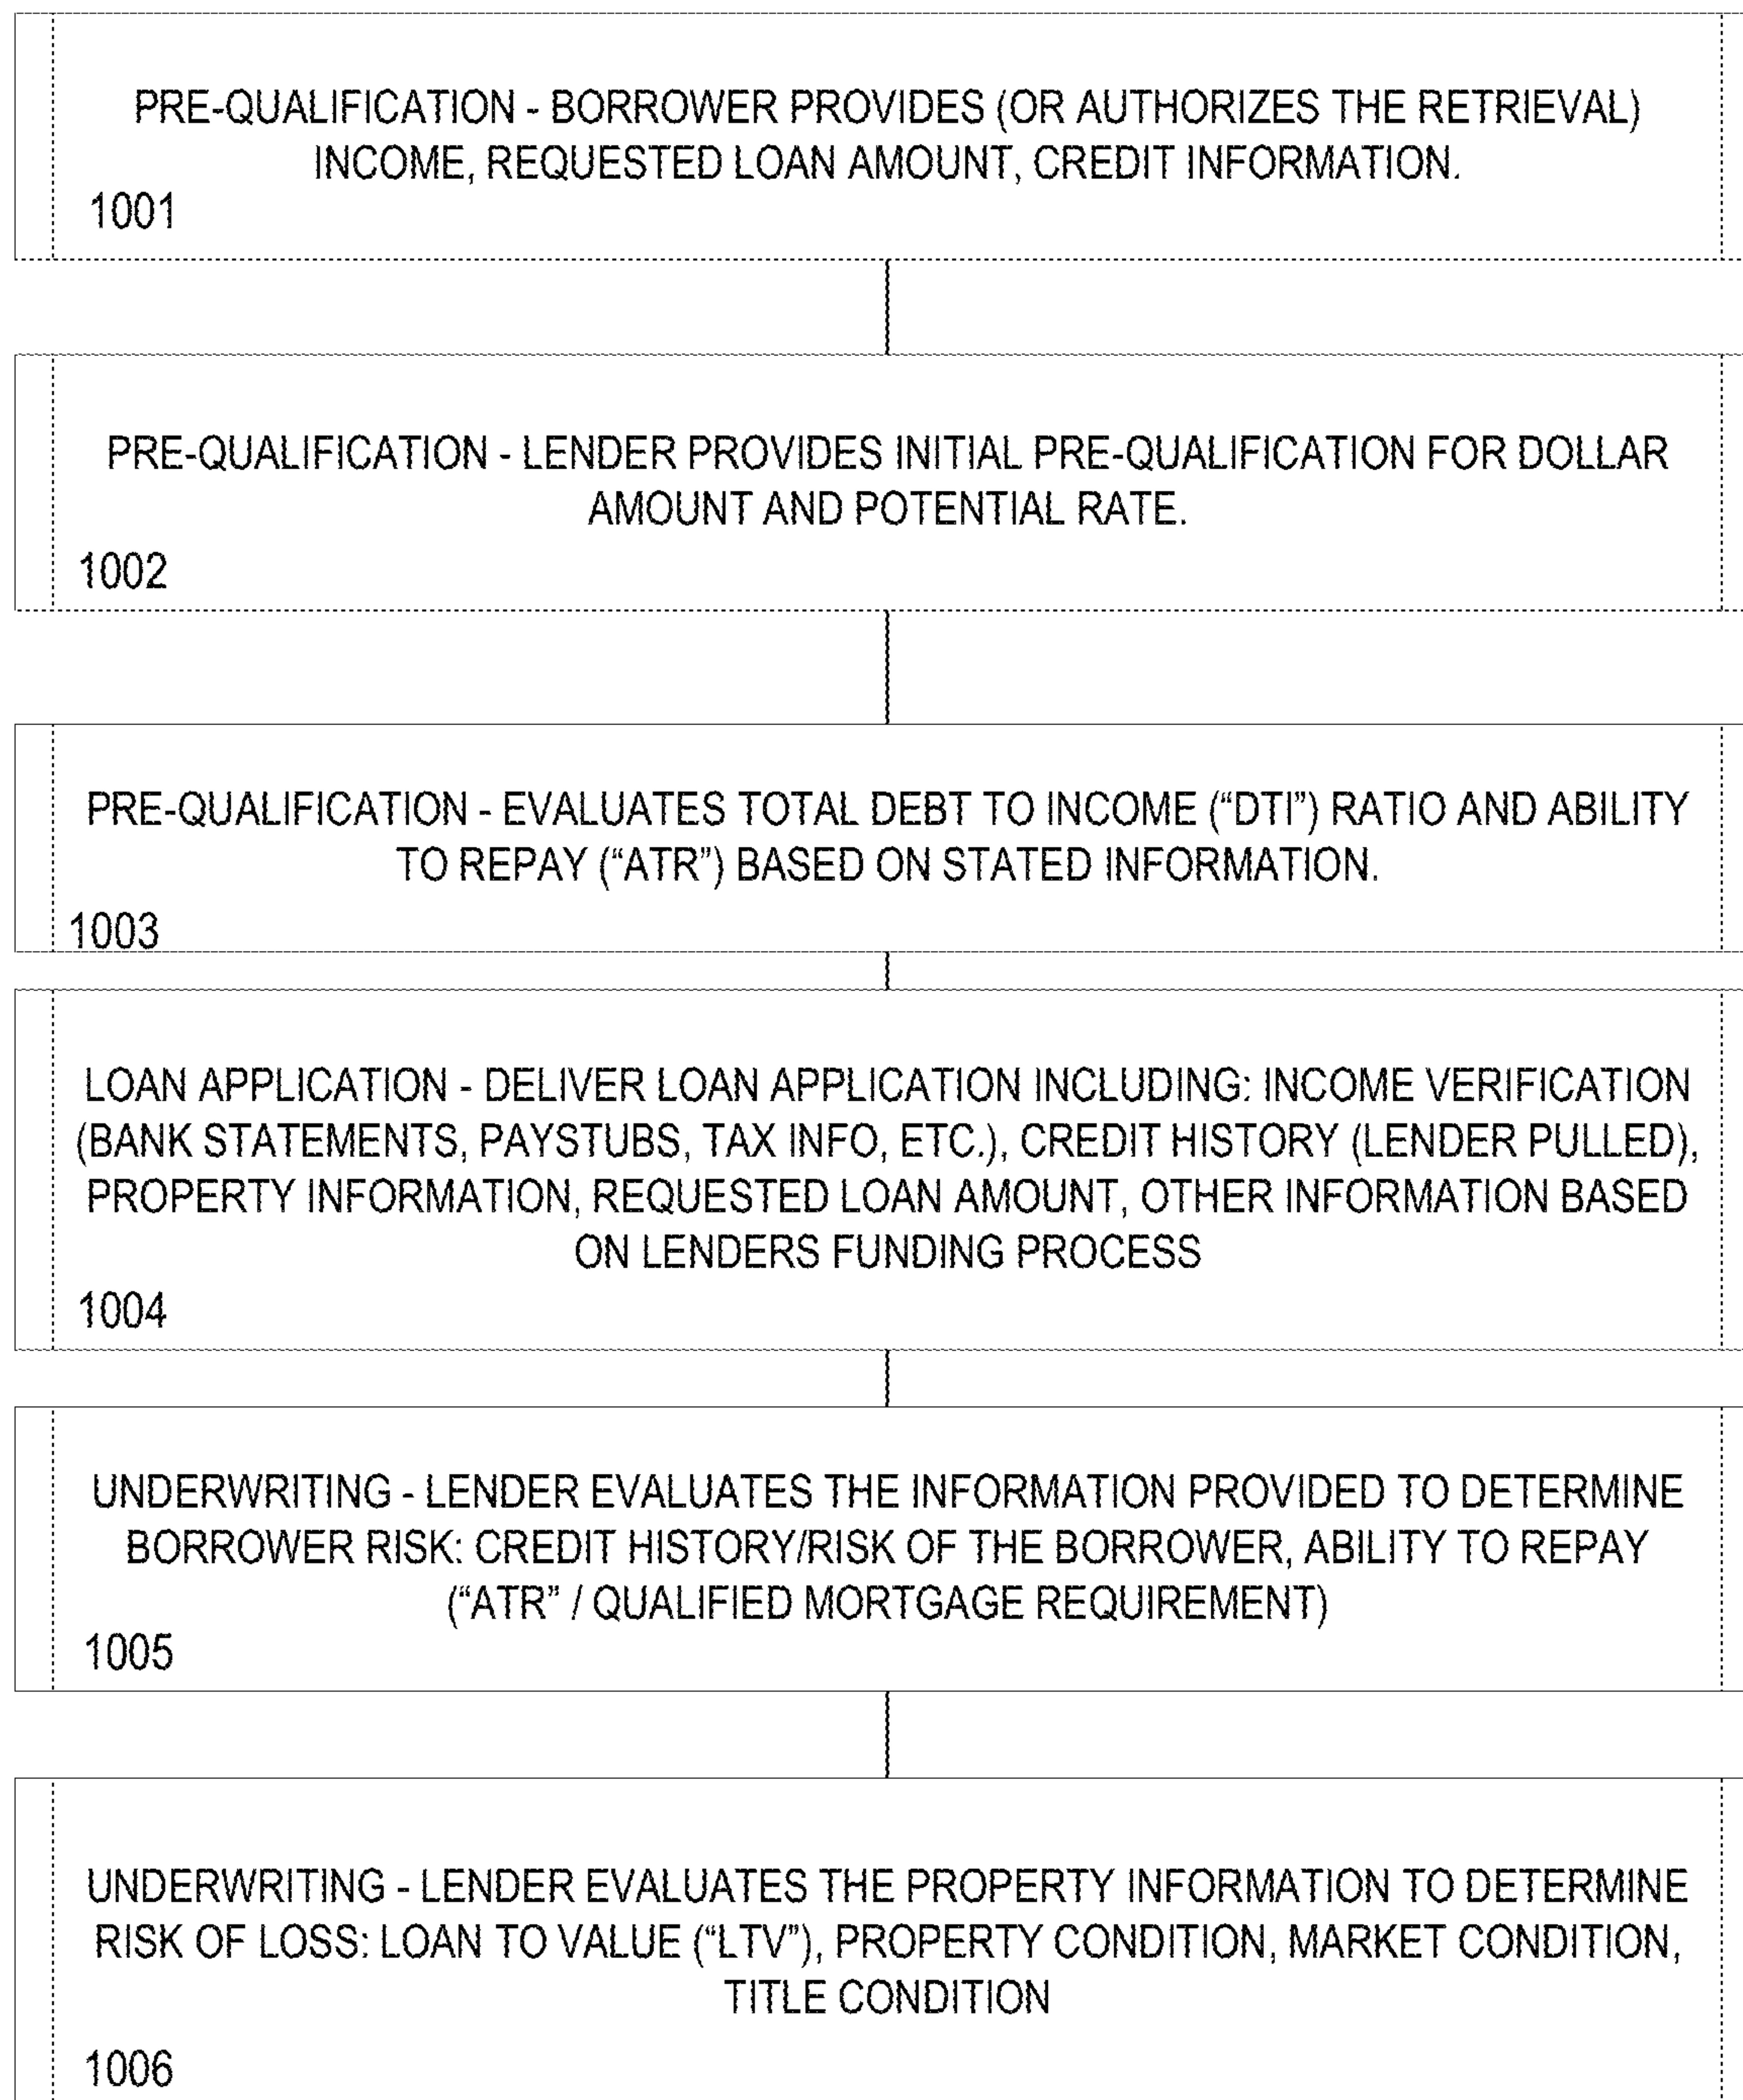 PRE-QUALIFICATION - BORROWER PROVIDES (OR AUTHORIZES THE RETRIEVAL)
INCOME, REQUESTED LOAN AMOUNT, CREDIT INFORMATION.
1001
PRE-QUALIFICATION - LENDER PROVIDES INITIAL PRE-QUALIFICATION FOR DOLLAR
AMOUNT AND POTENTIAL RATE.
1002
PRE-QUALIFICATION - EVALUATES TOTAL DEBT TO INCOME (“DTI”) RATIO AND ABILITY
TO REPAY (“ATR”) BASED ON STATED INFORMATION.
1003
LOAN APPLICATION - DELIVER LOAN APPLICATION INCLUDING: INCOME VERIFICATION
(BANK STATEMENTS, PAYSTUBS, TAX INFO, ETC.), CREDIT HISTORY (LENDER PULLED),
PROPERTY INFORMATION, REQUESTED LOAN AMOUNT, OTHER INFORMATION BASED
ON LENDERS FUNDING PROCESS
1004
UNDERWRITING - LENDER EVALUATES THE INFORMATION PROVIDED TO DETERMINE
BORROWER RISK: CREDIT HISTORY/RISK OF THE BORROWER, ABILITY TO REPAY
(“ATR” / QUALIFIED MORTGAGE REQUIREMENT)
1005
UNDERWRITING - LENDER EVALUATES THE PROPERTY INFORMATION TO DETERMINE
RISK OF LOSS: LOAN TO VALUE (“LTV”), PROPERTY CONDITION, MARKET CONDITION,
TITLE CONDITION
1006